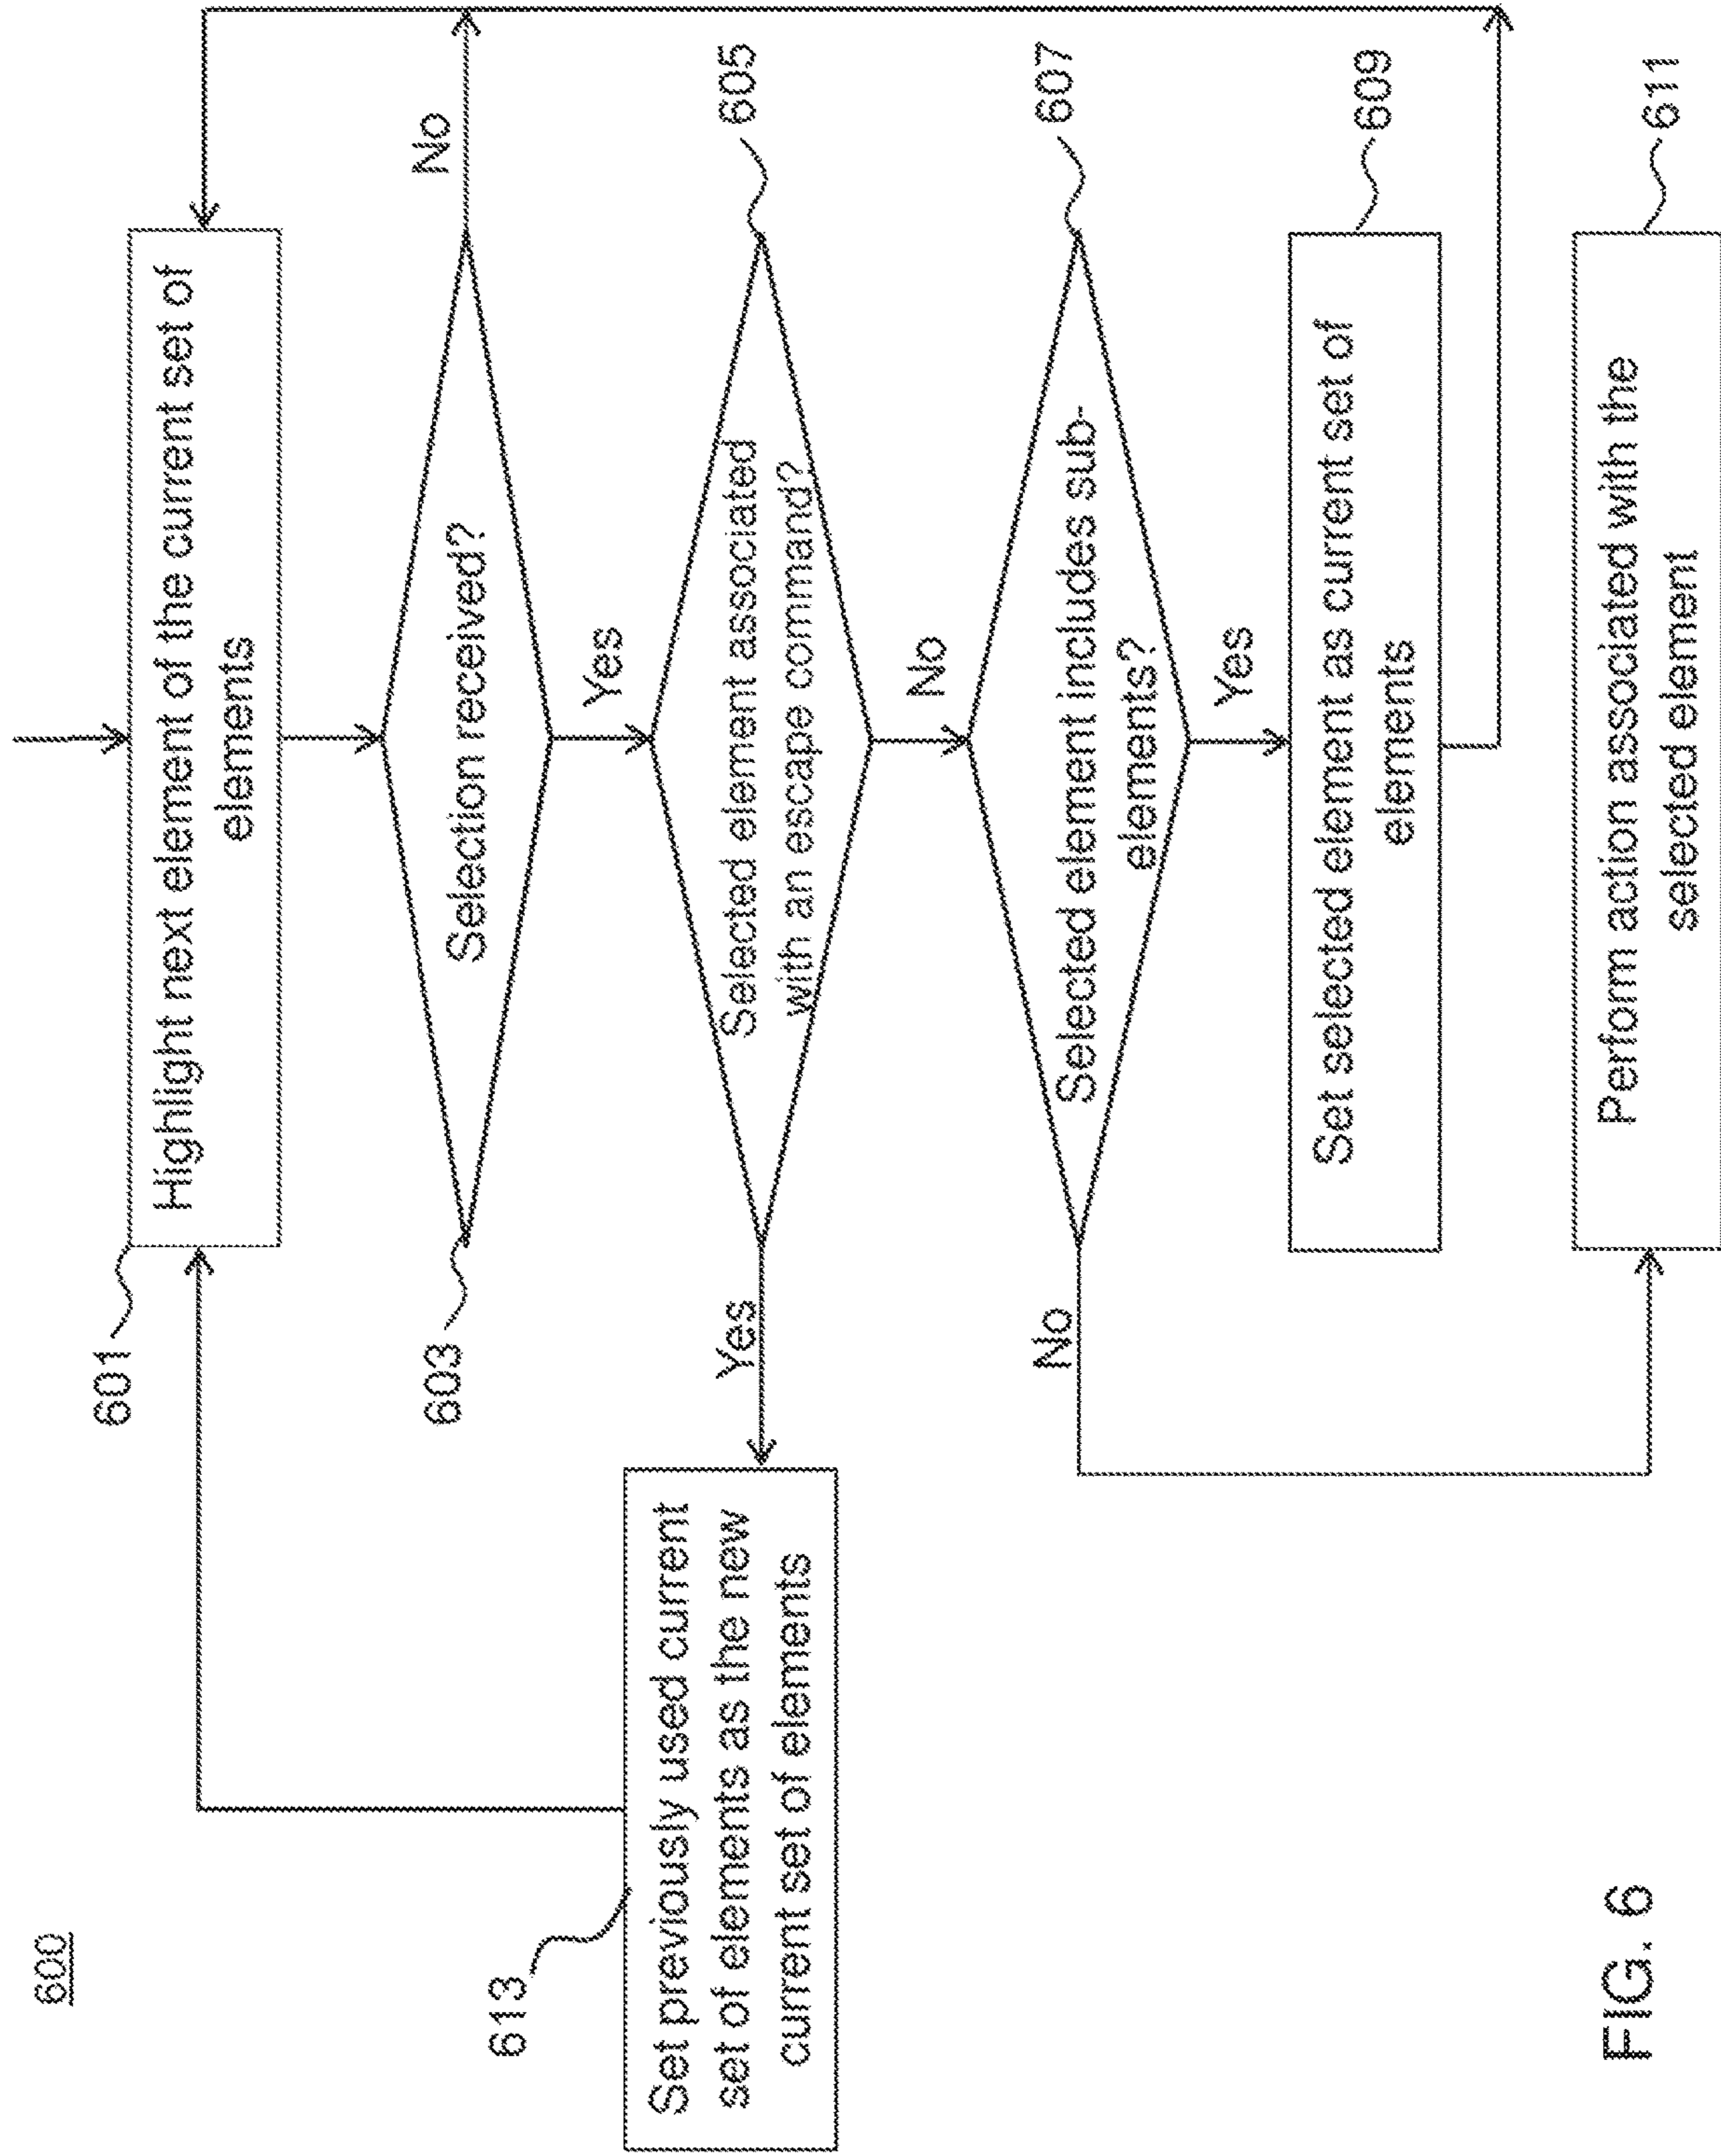 600
601
Highlight next element of the current set of
elements
603
Selection received?
No
Yes
605
Selected element associated
with an escape command?
Yes
No
613
Set previously used current
set of elements as the new
current set of elements
607
Selected element includes sub-
elements?
No
Yes
609
Set selected element as current set of
elements
611
Perform action associated with the
selected element
FIG. 6